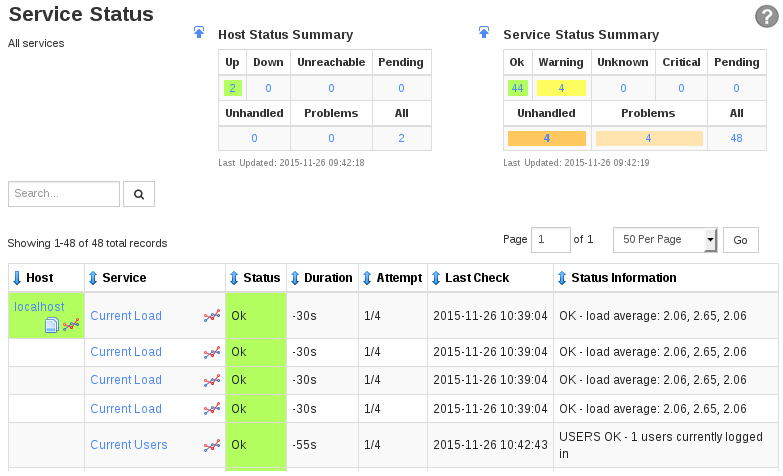 Service Status
All services
Host Status Summary
Up Down Unreachable Pending
2 0 0 0
Unhandled Problems All
0 0 2
Last Updated: 2015-11-26 09:42:18
Service Status Summary
Ok Warning Unknown Critical Pending
44 4 0 0 0
Unhandled Problems All
4 4 48
Last Updated: 2015-11-26 09:42:19
?
Search...
Showing 1-48 of 48 total records
Page 1 of 1 50 Per Page Go
Host Service Status Duration Attempt Last Check Status Information
localhost Current Load Ok -30s 1/4 2015-11-26 10:39:04 OK - load average: 2.06, 2.65, 2.06
Current Load Ok -30s 1/4 2015-11-26 10:39:04 OK - load average: 2.06, 2.65, 2.06
Current Load Ok -30s 1/4 2015-11-26 10:39:04 OK - load average: 2.06, 2.65, 2.06
Current Load Ok -30s 1/4 2015-11-26 10:39:04 OK - load average: 2.06, 2.65, 2.06
Current Users Ok -55s 1/4 2015-11-26 10:42:43 USERS OK - 1 users currently logged
in